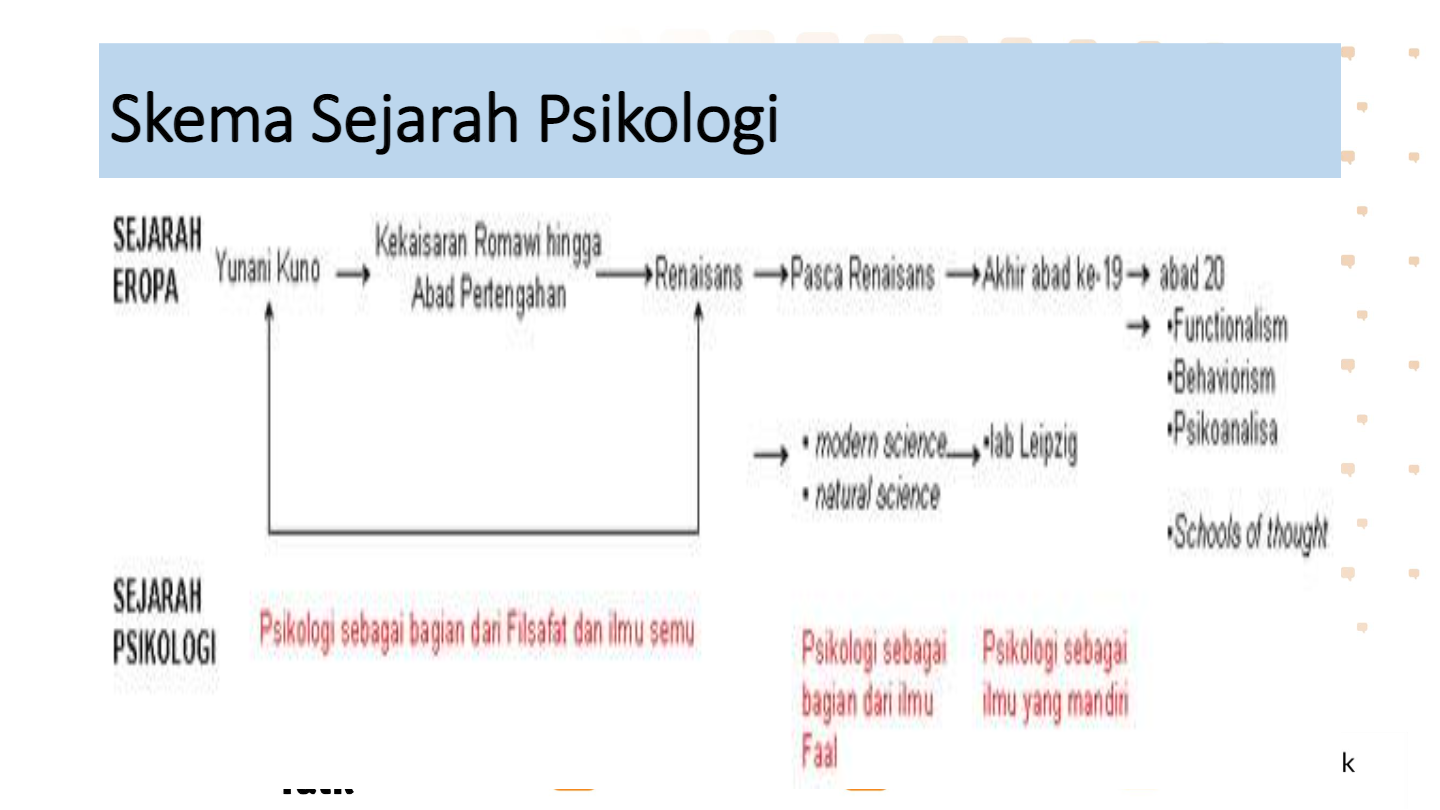 Skema Sejarah Psikologi
SEJARAH
EROPA
Yunani Kuno
Kekaisaran Romawi hingga
Abad Pertengahan
Renaisans
Pasca Renaisans
Akhir abad ke-19
abad 20
•Functionalism
•Behaviorism
•Psikoanalisa
•Schools of thought
• modern science
• natural science
•lab Leipzig
SEJARAH
PSIKOLOGI
Psikologi sebagai bagian dari Filsafat dan ilmu semu
Psikologi sebagai
bagian dari ilmu
Faal
Psikologi sebagai
ilmu yang mandiri
k